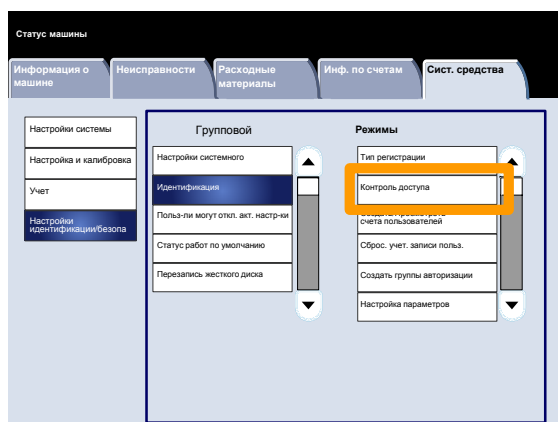 Статус машины
Информация о
машине
Неисправности
Расходные
материалы
Инф. по счетам
Сист. средства
Настройки системы
Настройка и калибровка
Учет
Настройки
идентификации/безопа
Групповой
Настройки системного
Идентификация
Польз-ли могут откл. акт. настр-ки
Статус работ по умолчанию
Перезапись жесткого диска
Режимы
Тип регистрации
Контроль доступа
счета пользователей
Сброс. учет. записи польз.
Создать группы авторизации
Настройка параметров